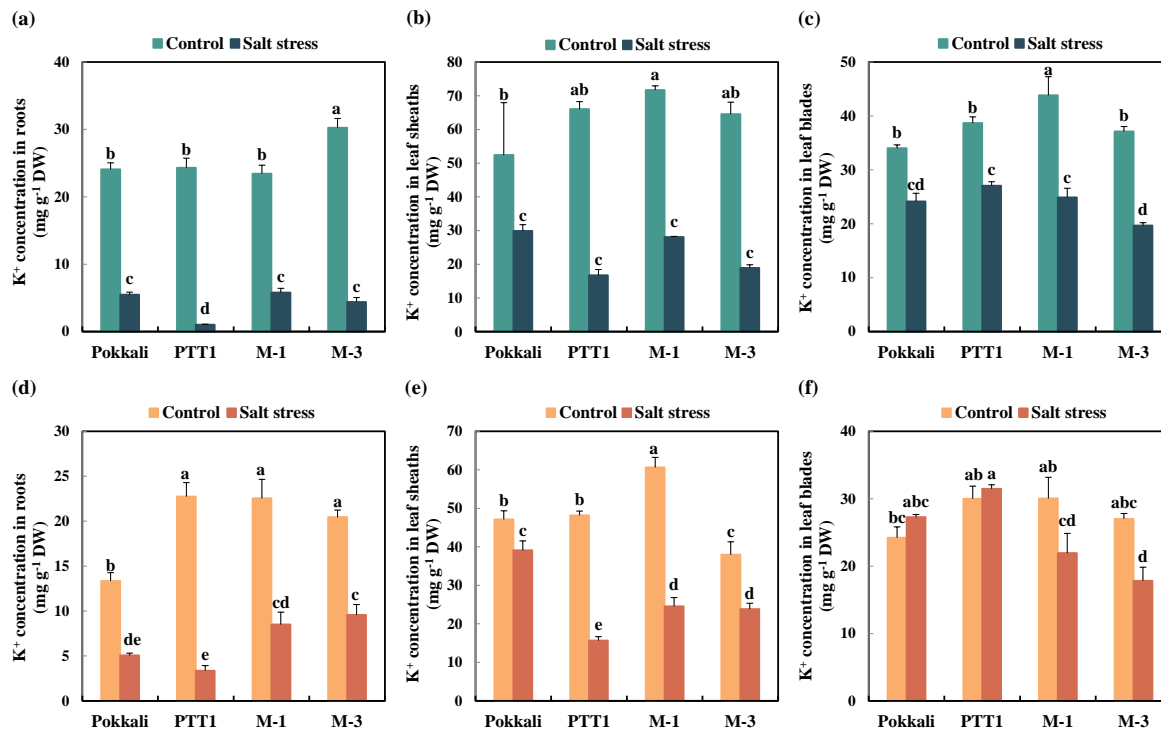 (a)
Control Salt stress
K⁺ concentration in roots
(mg g⁻¹ DW)
40
30
20
10
0
b
c
b
d
b
c
a
c
Pokkali PTT1 M-1 M-3
(b)
Control Salt stress
K⁺ concentration in leaf sheaths
(mg g⁻¹ DW)
80
70
60
50
40
30
20
10
0
b
c
ab
c
a
c
ab
c
Pokkali PTT1 M-1 M-3
(c)
Control Salt stress
K⁺ concentration in leaf blades
(mg g⁻¹ DW)
50
40
30
20
10
0
b
cd
b
c
a
c
b
d
Pokkali PTT1 M-1 M-3
(d)
Control Salt stress
K⁺ concentration in roots
(mg g⁻¹ DW)
30
25
20
15
10
5
0
b
de
a
e
a
cd
a
c
Pokkali PTT1 M-1 M-3
(e)
Control Salt stress
K⁺ concentration in leaf sheaths
(mg g⁻¹ DW)
70
60
50
40
30
20
10
0
b
c
b
e
a
d
c
d
Pokkali PTT1 M-1 M-3
(f)
Control Salt stress
K⁺ concentration in leaf blades
(mg g⁻¹ DW)
40
30
20
10
0
bc
abc
ab
a
ab
cd
abc
d
Pokkali PTT1 M-1 M-3